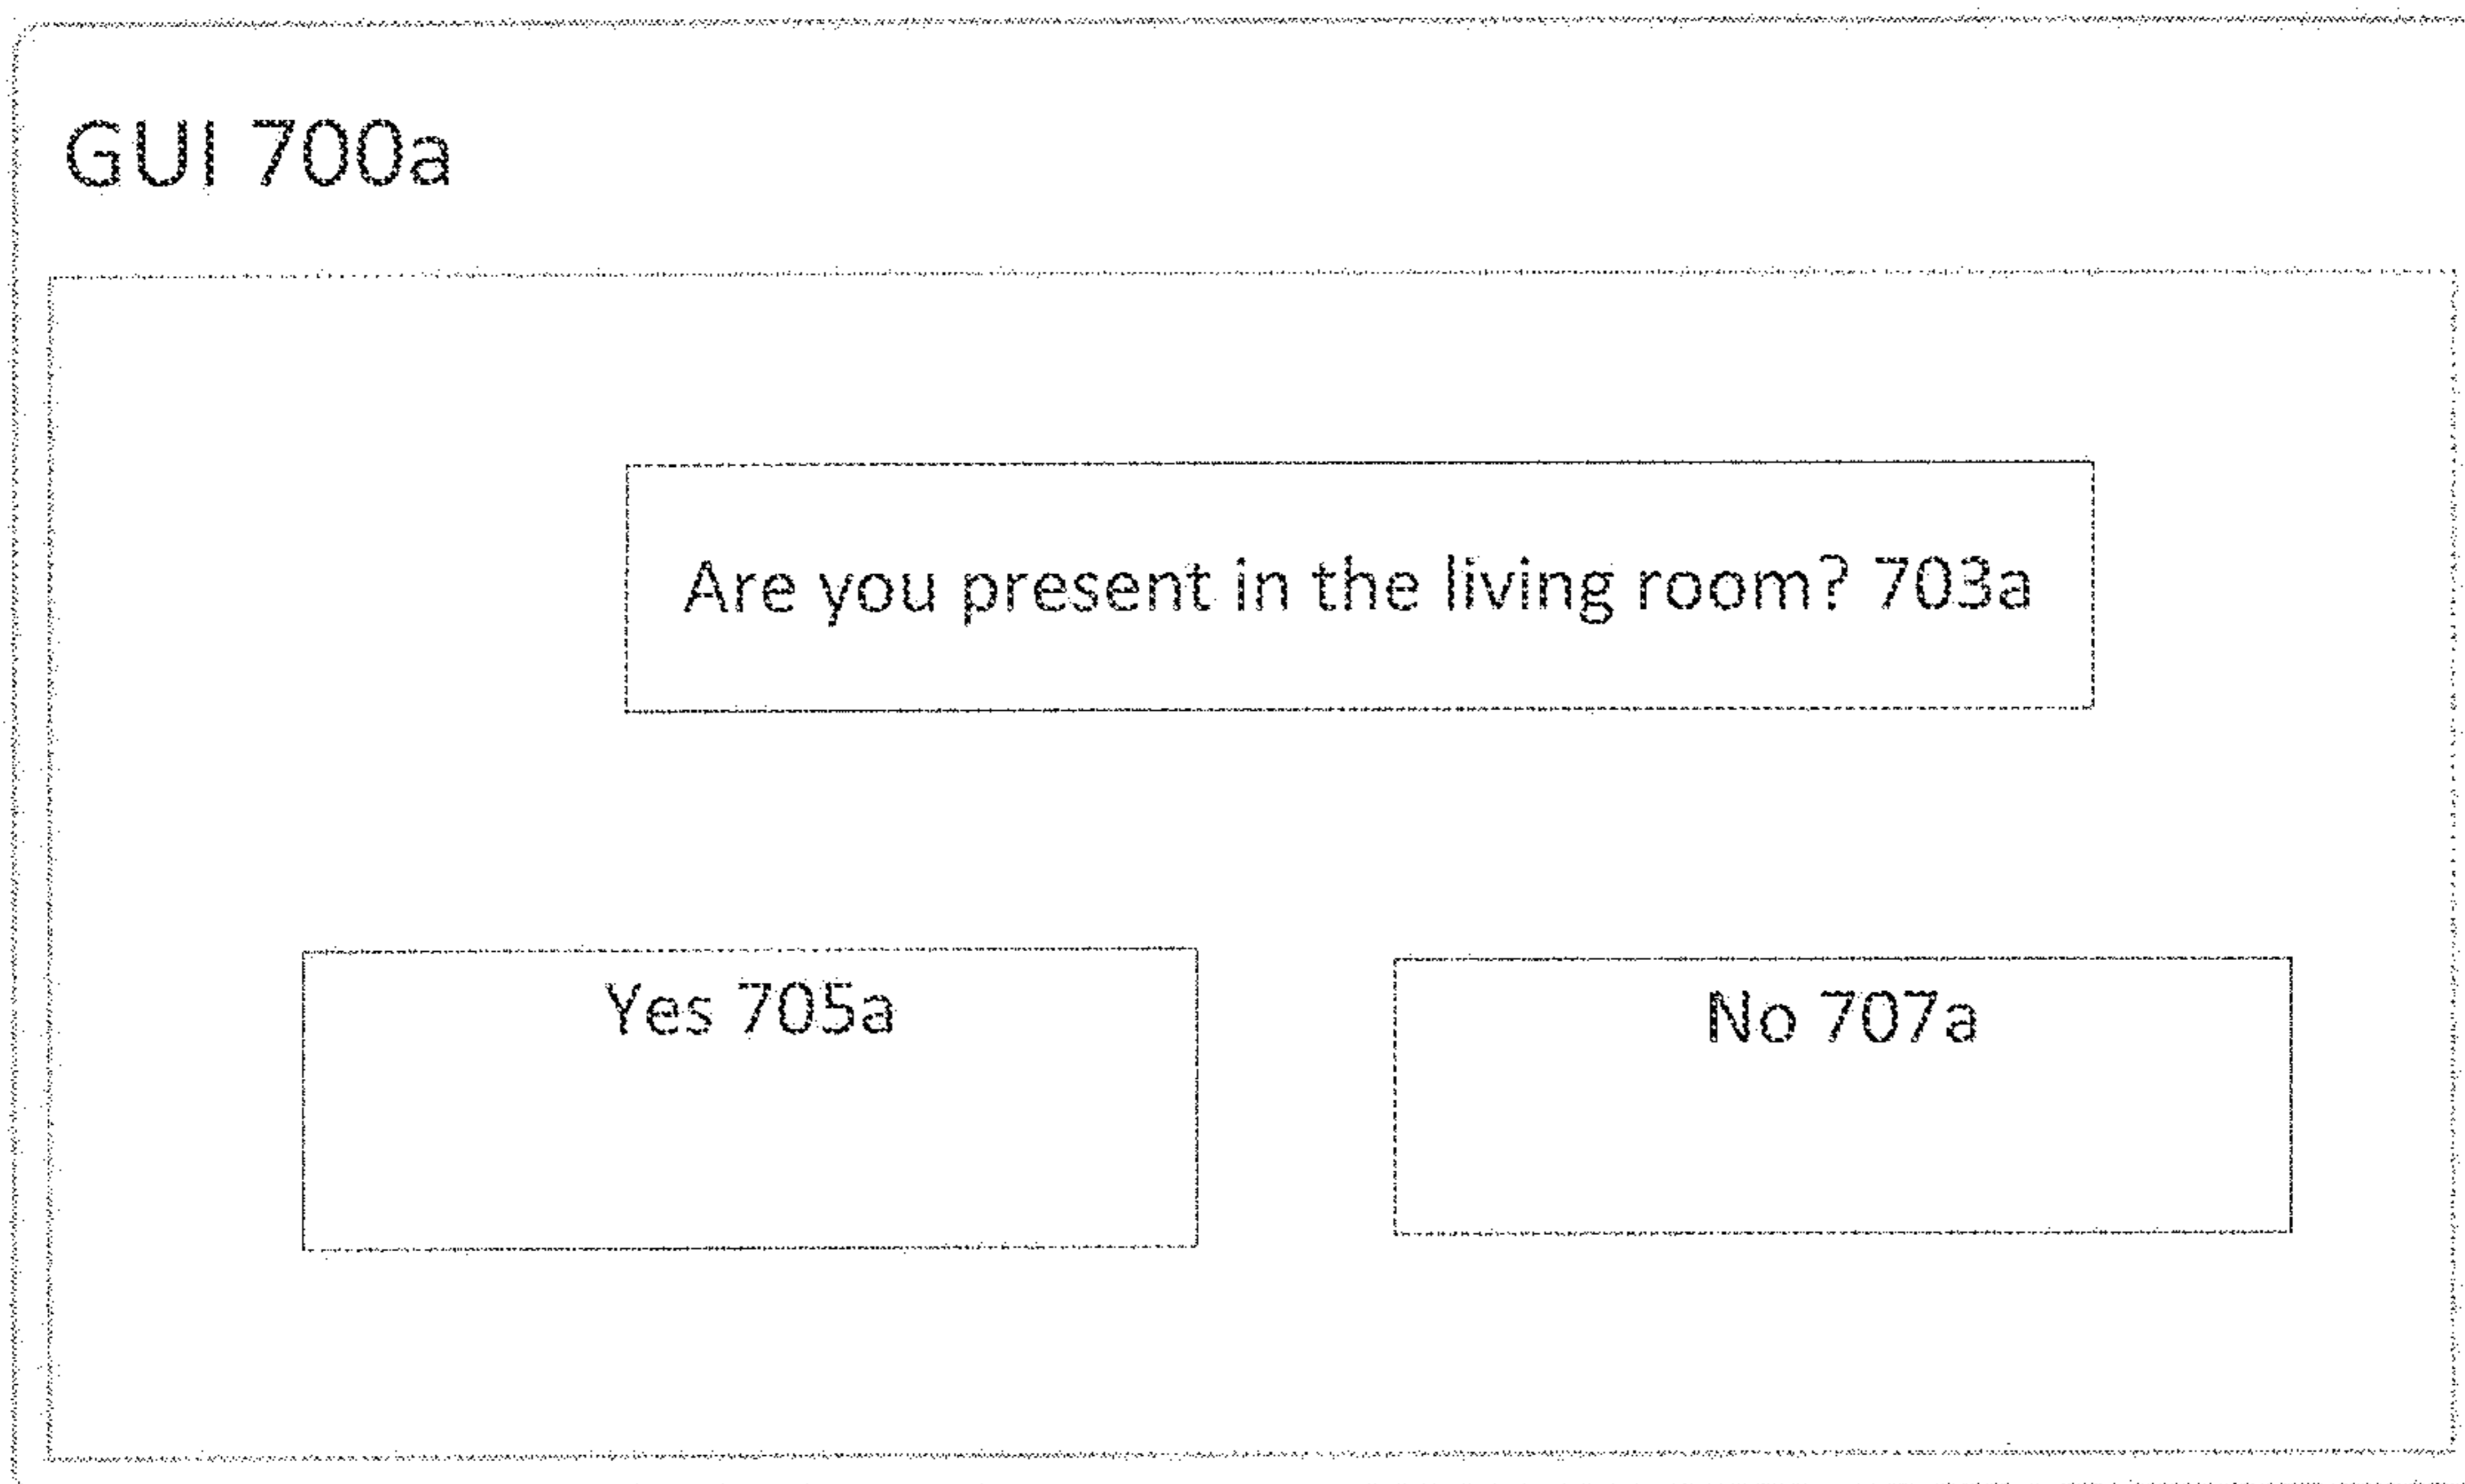 GUI 700a
Are you present in the living room? 703a
Yes 705a
No 707a